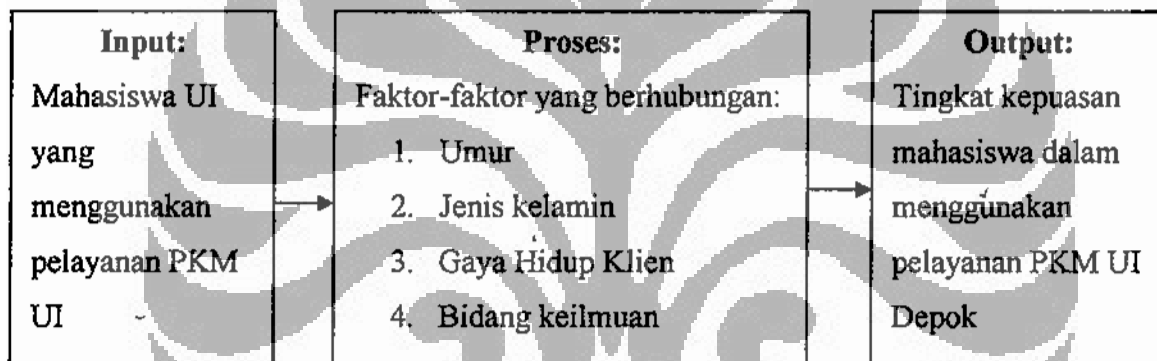 Input:
Mahasiswa UI
yang
menggunakan
pelayanan PKM
UI
Proses:
Faktor-faktor yang berhubungan:
1. Umur
2. Jenis kelamin
3. Gaya Hidup Klien
4. Bidang keilmuan
Output:
Tingkat kepuasan
mahasiswa dalam
menggunakan
pelayanan PKM UI
Depok